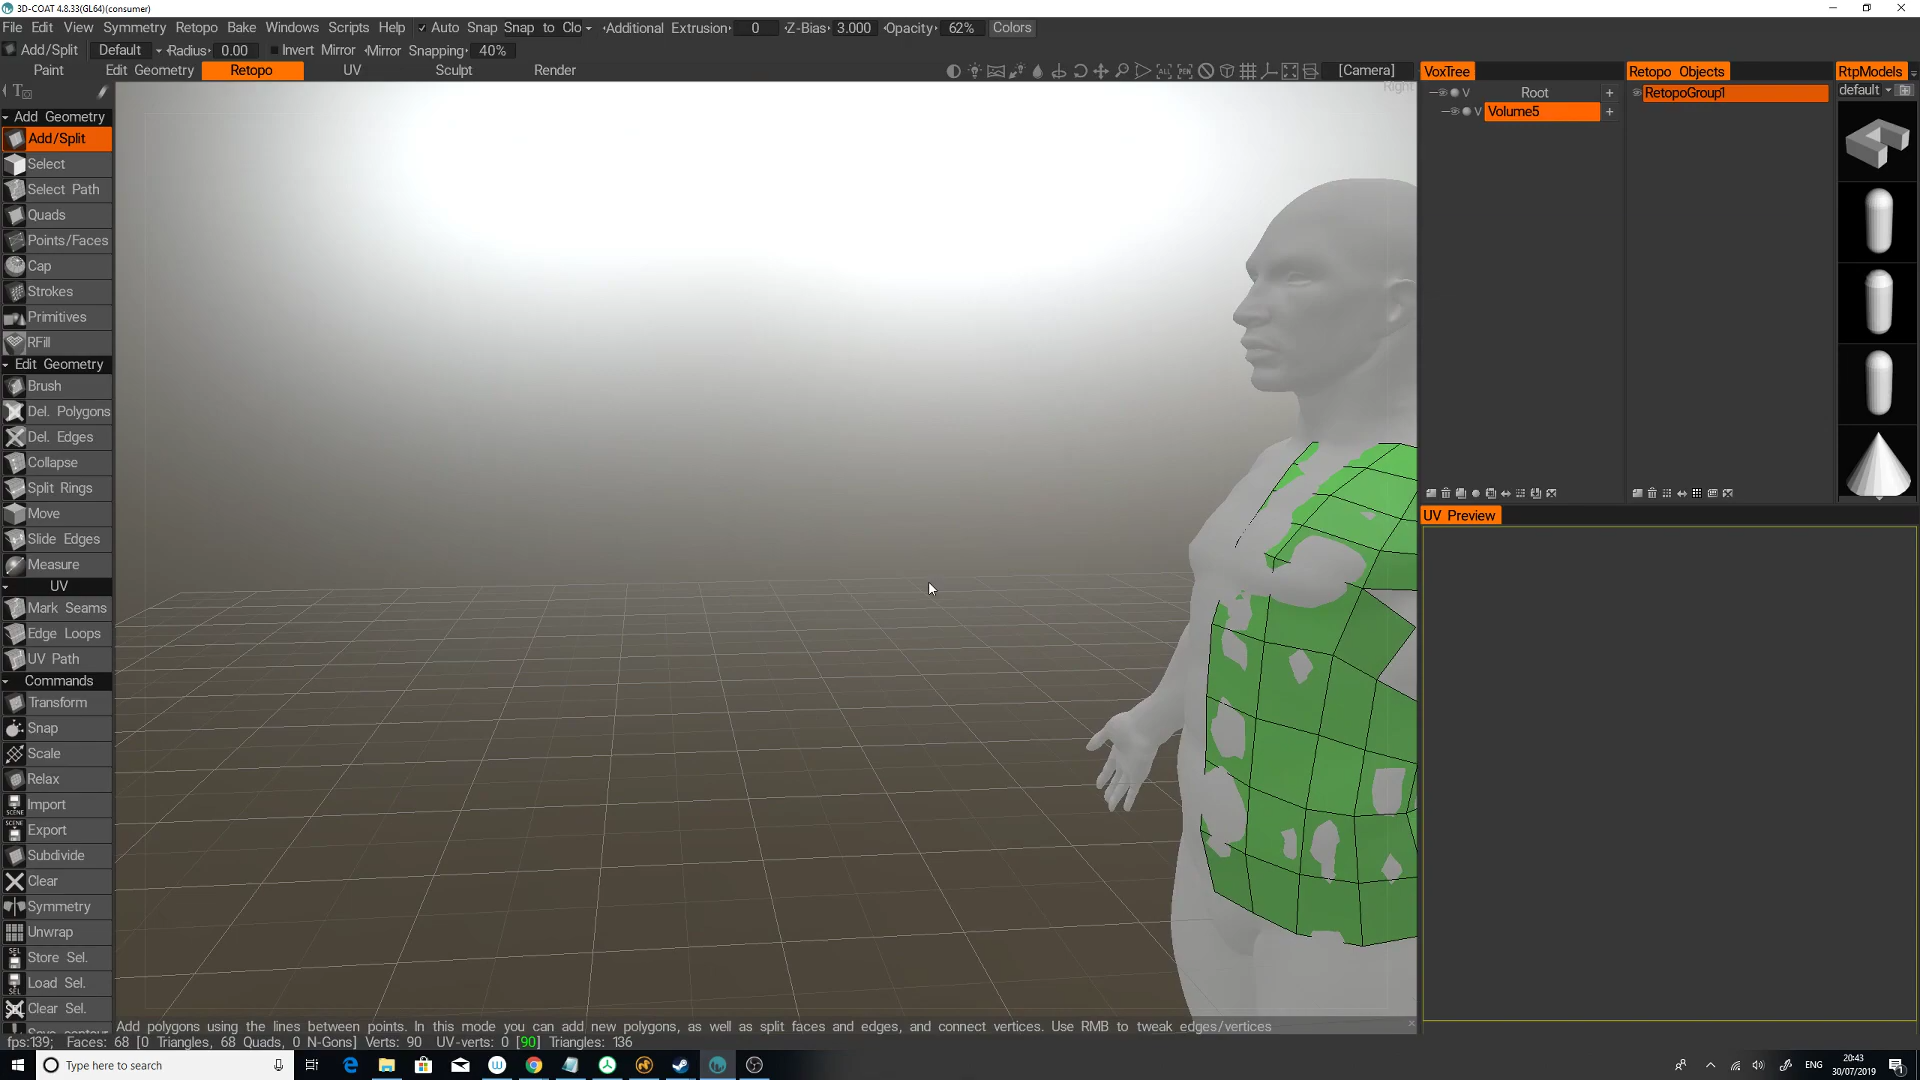 3D-COAT 4.8.33(GL64)(consumer)
File Edit View Symmetry Retopo Bake Windows Scripts Help Auto Snap Snap to Clo Additional Extrusion 0 Z-Bias 3.000 Opacity 62% Colors
Add/Split Default Radius 0.00 Invert Mirror Mirror Snapping 40%
Paint Edit Geometry Retopo UV Sculpt Render [Camera]
Right
Add Geometry
Add/Split
Select
Select Path
Quads
Points/Faces
Cap
Strokes
Primitives
RFill
Edit Geometry
Brush
Del. Polygons
Del. Edges
Collapse
Split Rings
Move
Slide Edges
Measure
UV
Mark Seams
Edge Loops
UV Path
Commands
Transform
Snap
Scale
Relax
Import
Export
Subdivide
Clear
Symmetry
Unwrap
Store Sel.
Load Sel.
Clear Sel.
VoxTree
V Root +
V Volume5 +
Retopo Objects
RetopoGroup1
RtpModels
default
UV Preview
Add polygons using the lines between points. In this mode you can add new polygons, as well as split faces and edges, and connect vertices. Use RMB to tweak edges/vertices
fps:139; Faces: 68 [0 Triangles, 68 Quads, 0 N-Gons] Verts: 90 UV-verts: 0 [90] Triangles: 136
Type here to search
ENG
20:43
30/07/2019